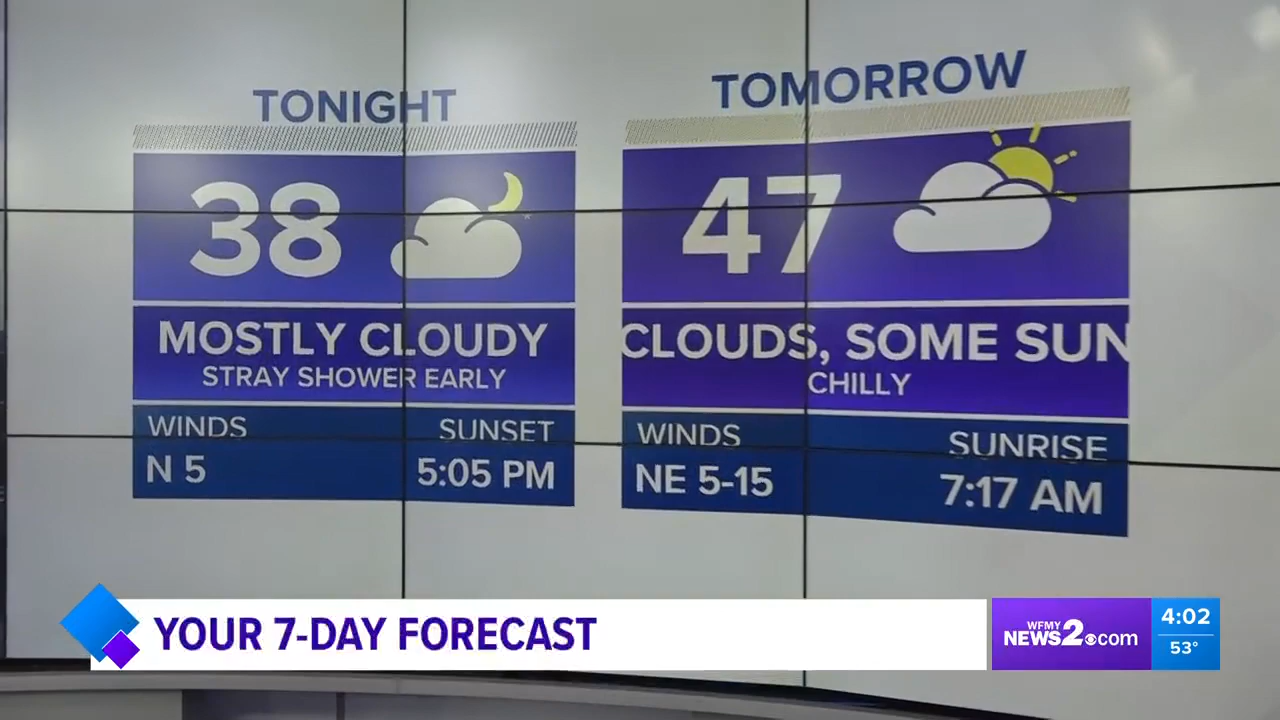 TONIGHT
38
MOSTLY CLOUDY
STRAY SHOWER EARLY
WINDS
SUNSET
N 5
5:05 PM
TOMORROW
47
CLOUDS, SOME SUN
CHILLY
WINDS
SUNRISE
NE 5-15
7:17 AM
YOUR 7-DAY FORECAST
WFMY
NEWS2.com
4:02
53°